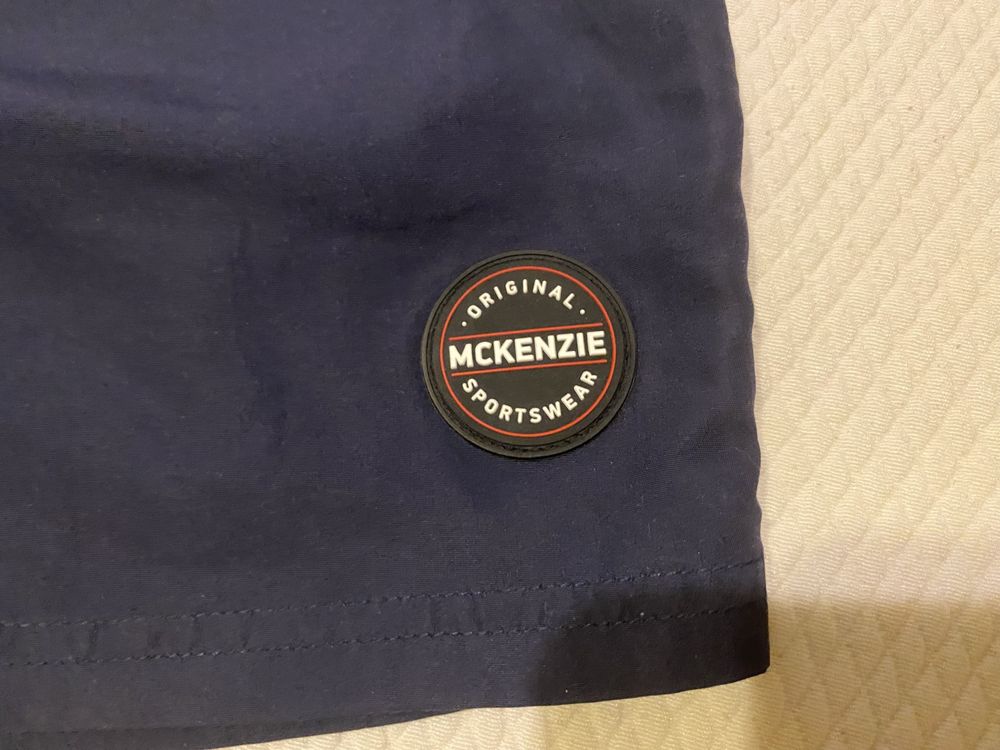 · ORIGINAL ·
MCKENZIE
SPORTSWEAR